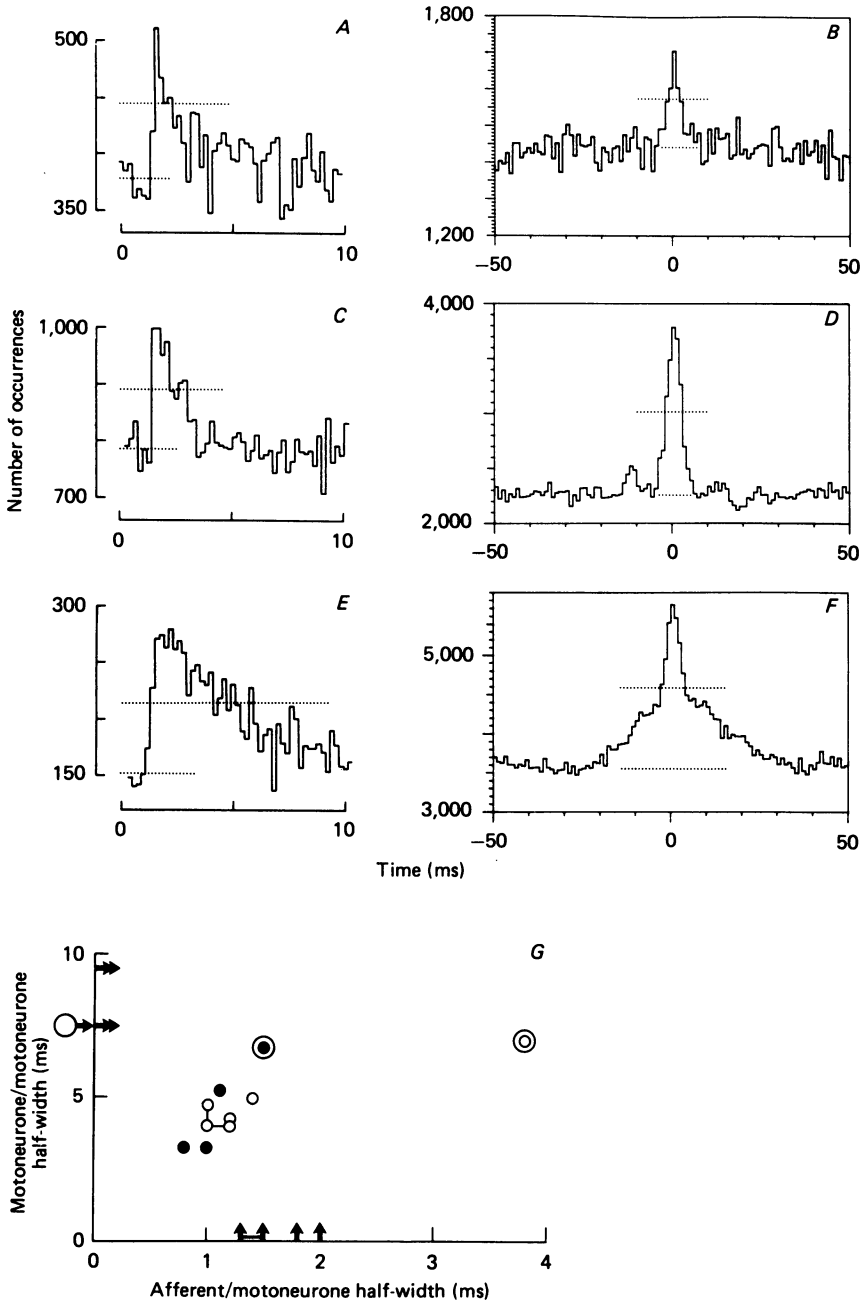 A
500
350
0
10
B
1,800
1,200
−50
0
50
Number of occurrences
C
1,000
700
0
10
D
4,000
2,000
−50
0
50
E
300
150
0
10
F
5,000
3,000
−50
0
50
Time (ms)
G
Motoneurone/motoneurone
half-width (ms)
10
5
0
0
1
2
3
4
Afferent/motoneurone half-width (ms)